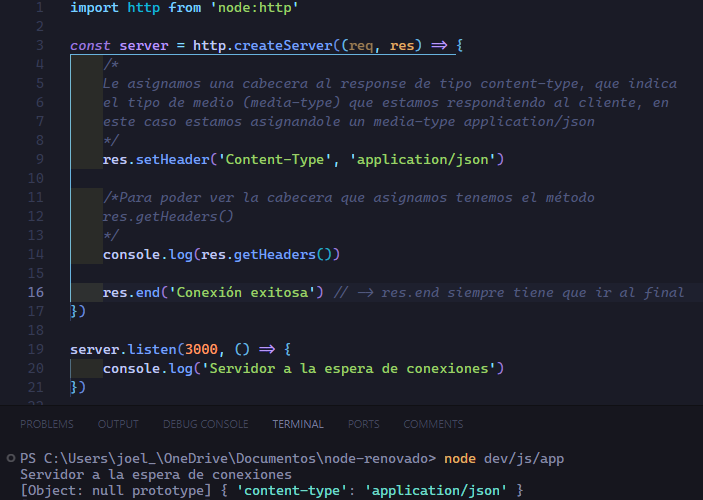 1 import http from 'node:http'
2
3 const server = http.createServer((req, res) => {
4 /*
5 Le asignamos una cabecera al response de tipo content-type, que indica
6 el tipo de medio (media-type) que estamos respondiendo al cliente, en
7 este caso estamos asignandole un media-type application/json
8 */
9 res.setHeader('Content-Type', 'application/json')
10
11 /*Para poder ver la cabecera que asignamos tenemos el método
12 res.getHeaders()
13 */
14 console.log(res.getHeaders())
15
16 res.end('Conexión exitosa') // -> res.end siempre tiene que ir al final
17 })
18
19 server.listen(3000, () => {
20 console.log('Servidor a la espera de conexiones')
21 })
PROBLEMS OUTPUT DEBUG CONSOLE TERMINAL PORTS COMMENTS
PS C:\Users\joel_\OneDrive\Documentos\node-renovado> node dev/js/app
Servidor a la espera de conexiones
[Object: null prototype] { 'content-type': 'application/json' }